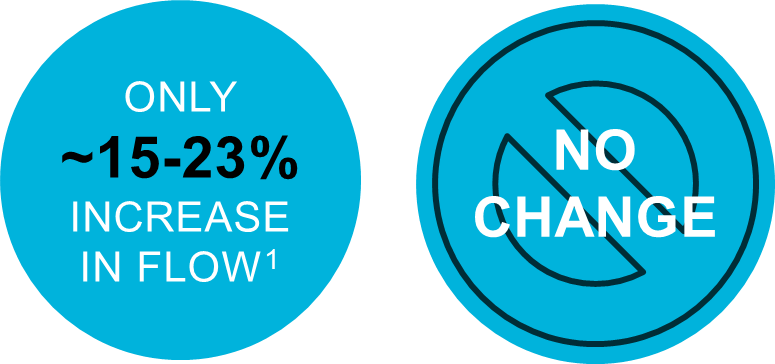 ONLY
~15-23%
INCREASE
IN FLOW¹
NO
CHANGE